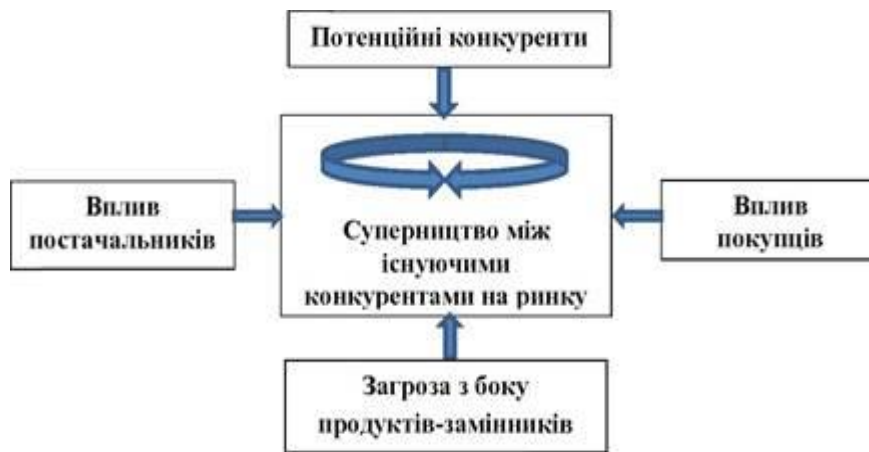 Потенційні конкуренти
Вплив
постачальників
Суперництво між
існуючими
конкурентами на ринку
Вплив
покупців
Загроза з боку
продуктів-замінників